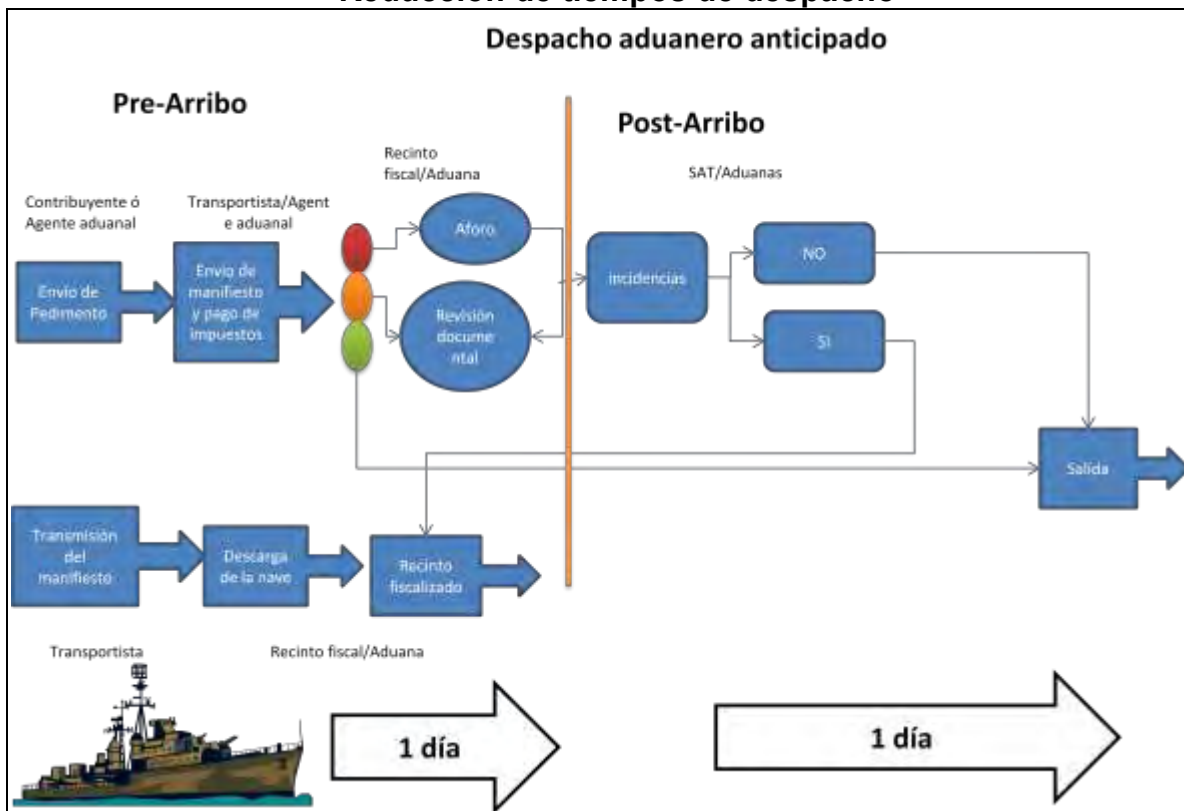 Despacho aduanero anticipado
Pre-Arribo
Post-Arribo
Recinto
fiscal/Aduana
SAT/Aduanas
Contribuyente ó
Agente aduanal
Transportista/Agent
e aduanal
Aforo
NO
Envío de
Pedimento
Envío de
manifiesto
y pago de
impuestos
incidencias
Revisión
docume
ntal
SI
Salida
Transmisión
del
manifiesto
Descarga
de la nave
Recinto
fiscalizado
Transportista
Recinto fiscal/Aduana
1 día
1 día